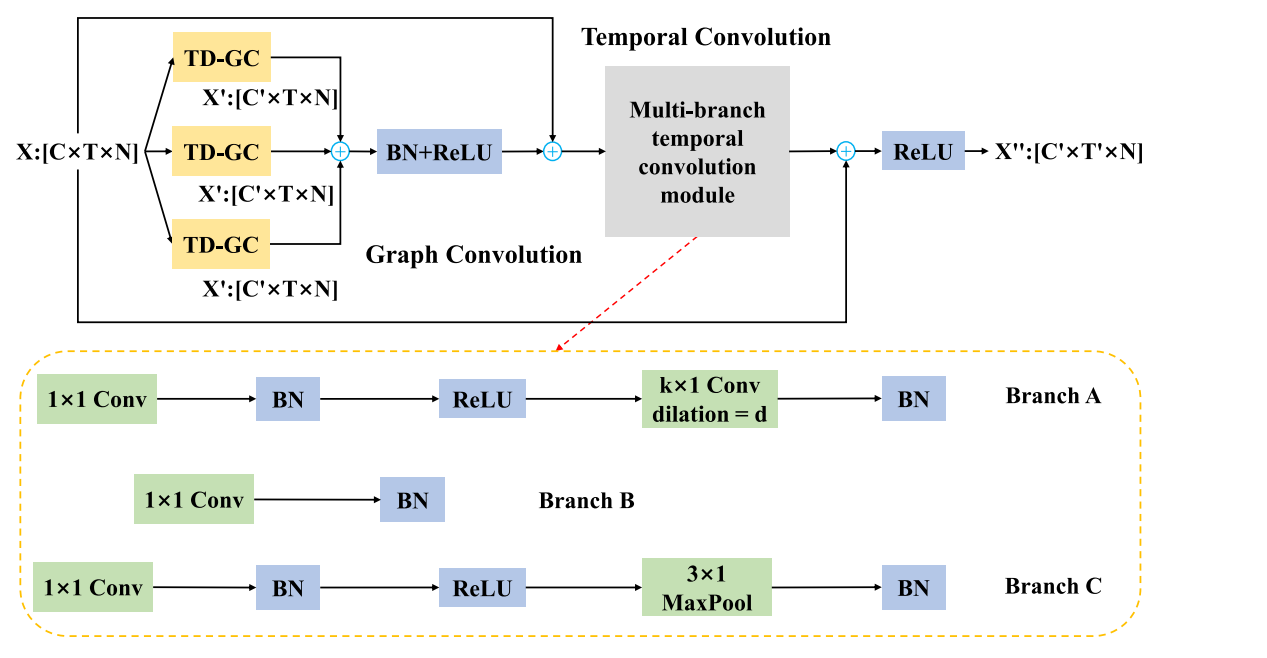 Temporal Convolution
TD-GC
X':[C'×T×N]
X:[C×T×N]
TD-GC
X':[C'×T×N]
TD-GC
X':[C'×T×N]
BN+ReLU
Graph Convolution
Multi-branch
temporal
convolution
module
ReLU
X'':[C'×T'×N]
1×1 Conv
BN
ReLU
k×1 Conv
dilation = d
BN
Branch A
1×1 Conv
BN
Branch B
1×1 Conv
BN
ReLU
3×1
MaxPool
BN
Branch C